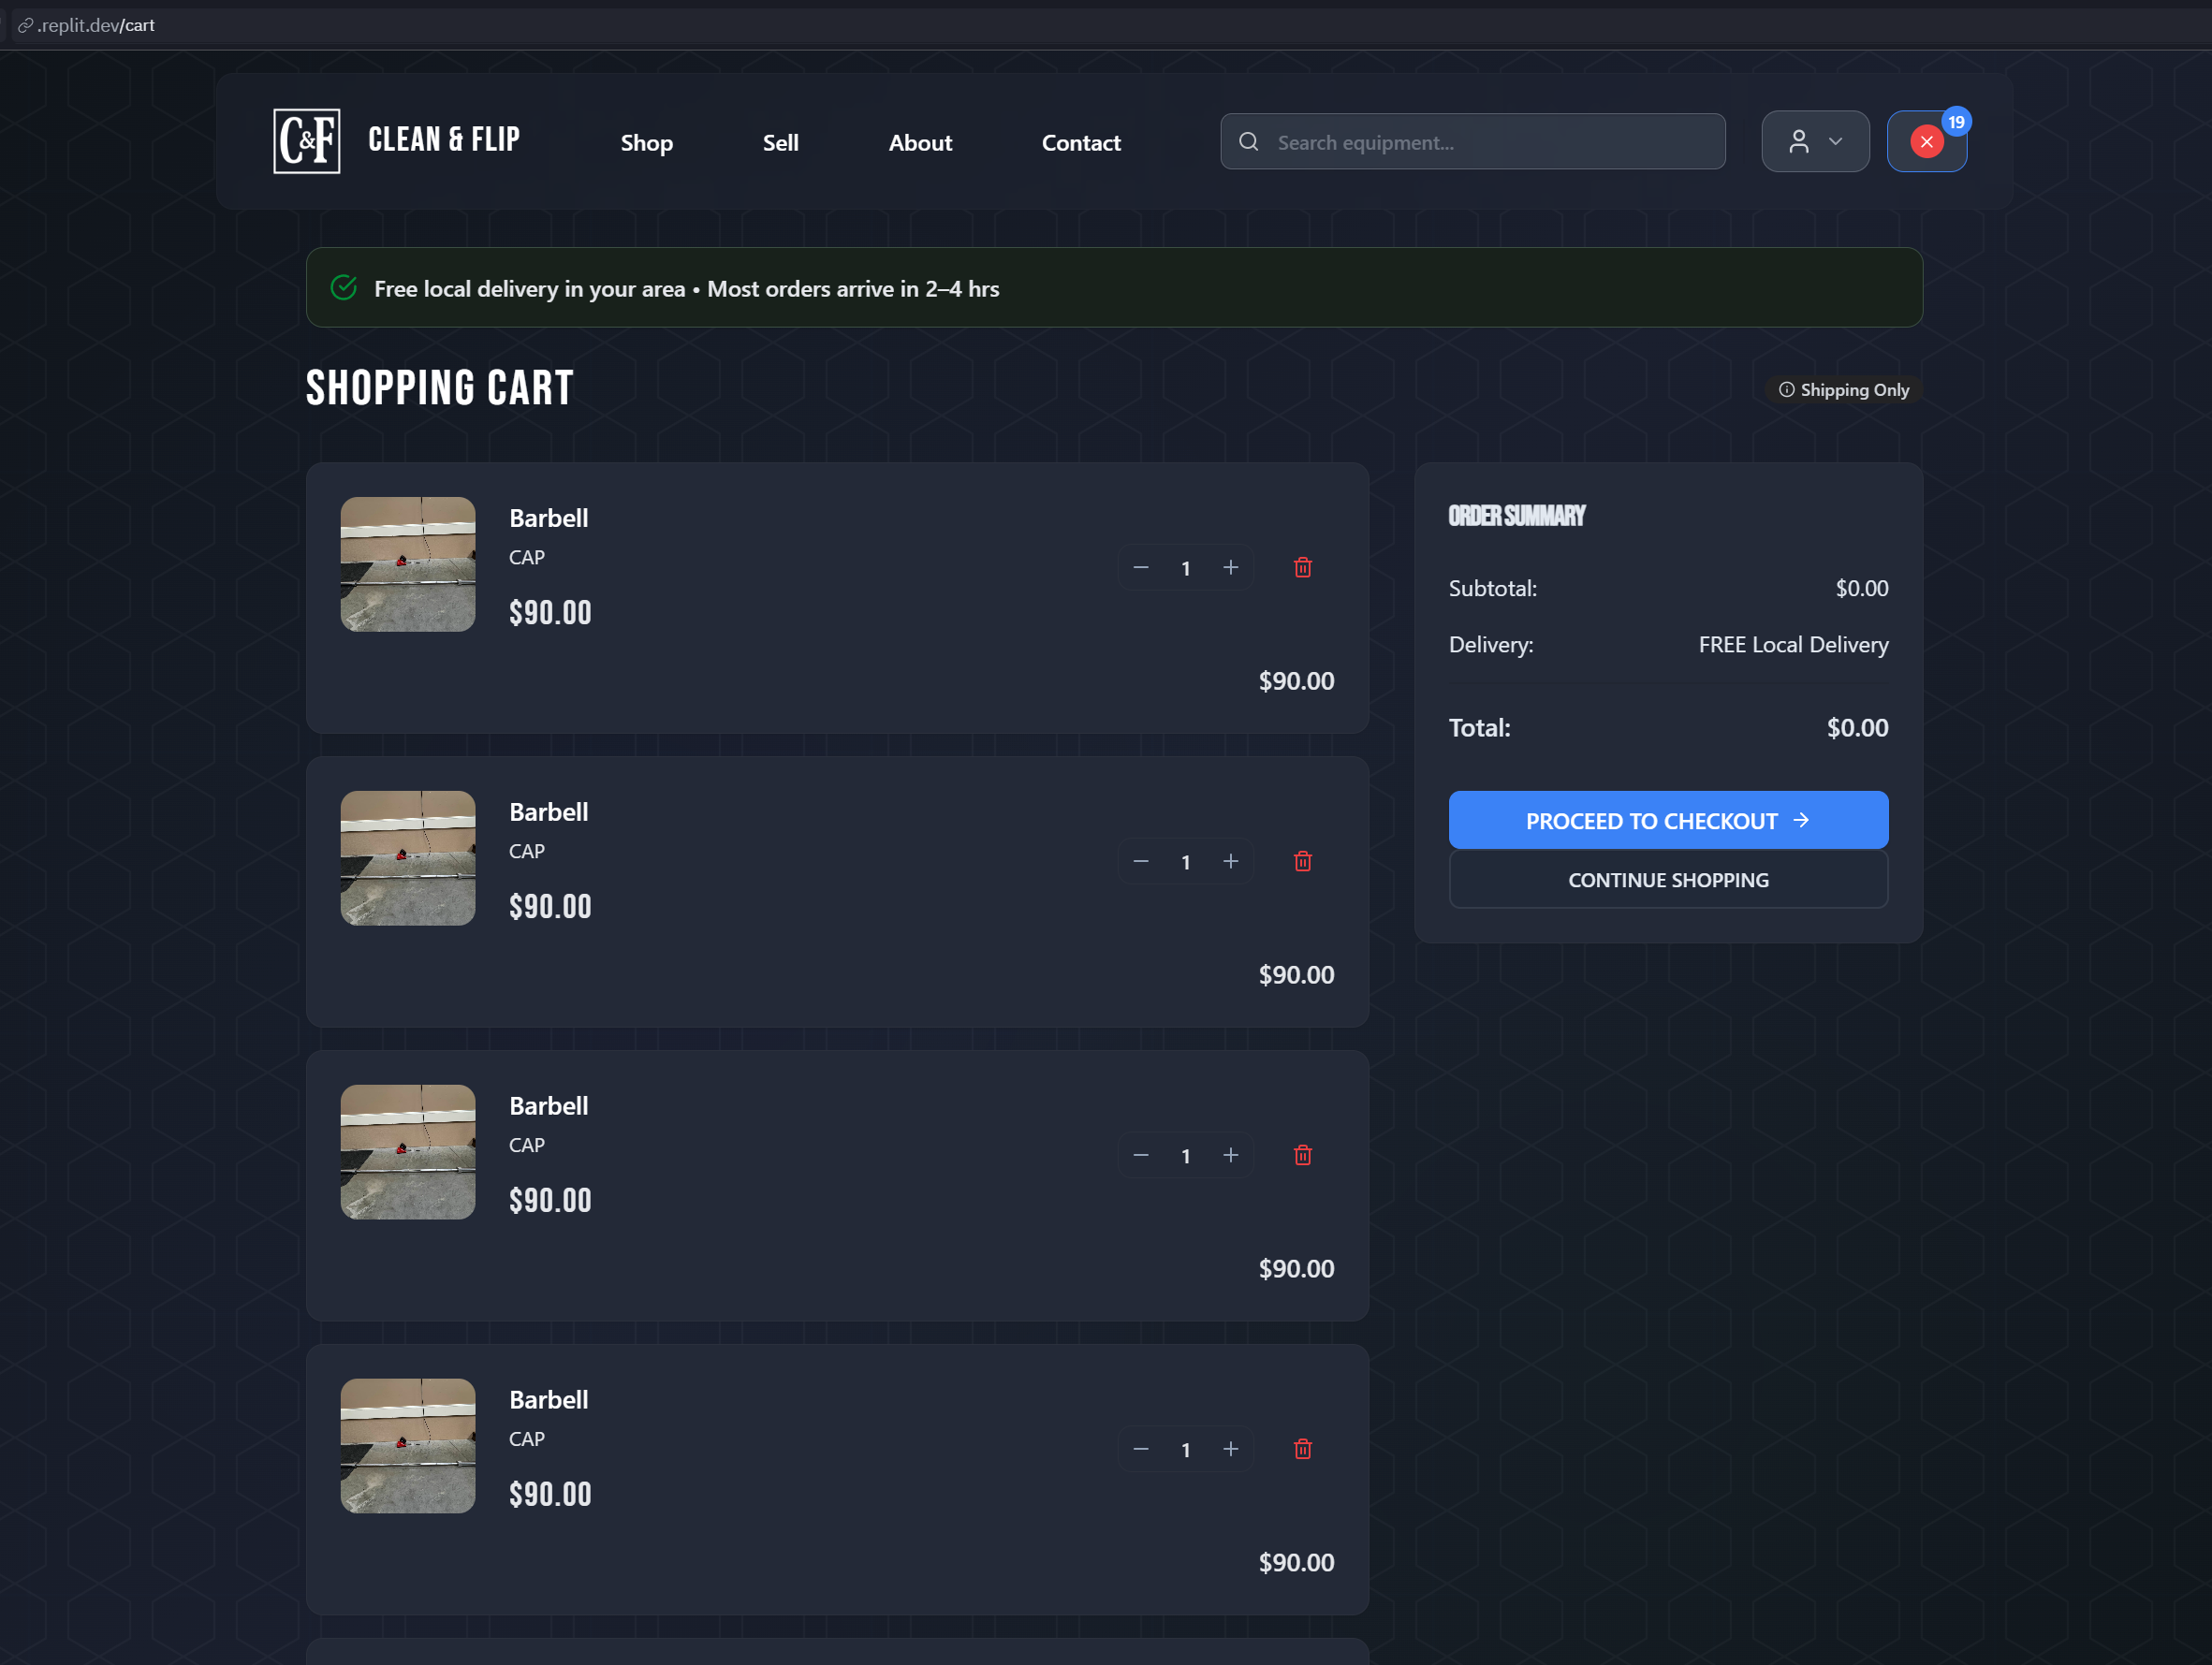 .replit.dev/cart
C&F
CLEAN & FLIP
Shop
Sell
About
Contact
Search equipment...
19
Free local delivery in your area • Most orders arrive in 2–4 hrs
SHOPPING CART
Shipping Only
Barbell
CAP
$90.00
1
$90.00
Barbell
CAP
$90.00
1
$90.00
Barbell
CAP
$90.00
1
$90.00
Barbell
CAP
$90.00
1
$90.00
ORDER SUMMARY
Subtotal: $0.00
Delivery: FREE Local Delivery
Total: $0.00
PROCEED TO CHECKOUT →
CONTINUE SHOPPING